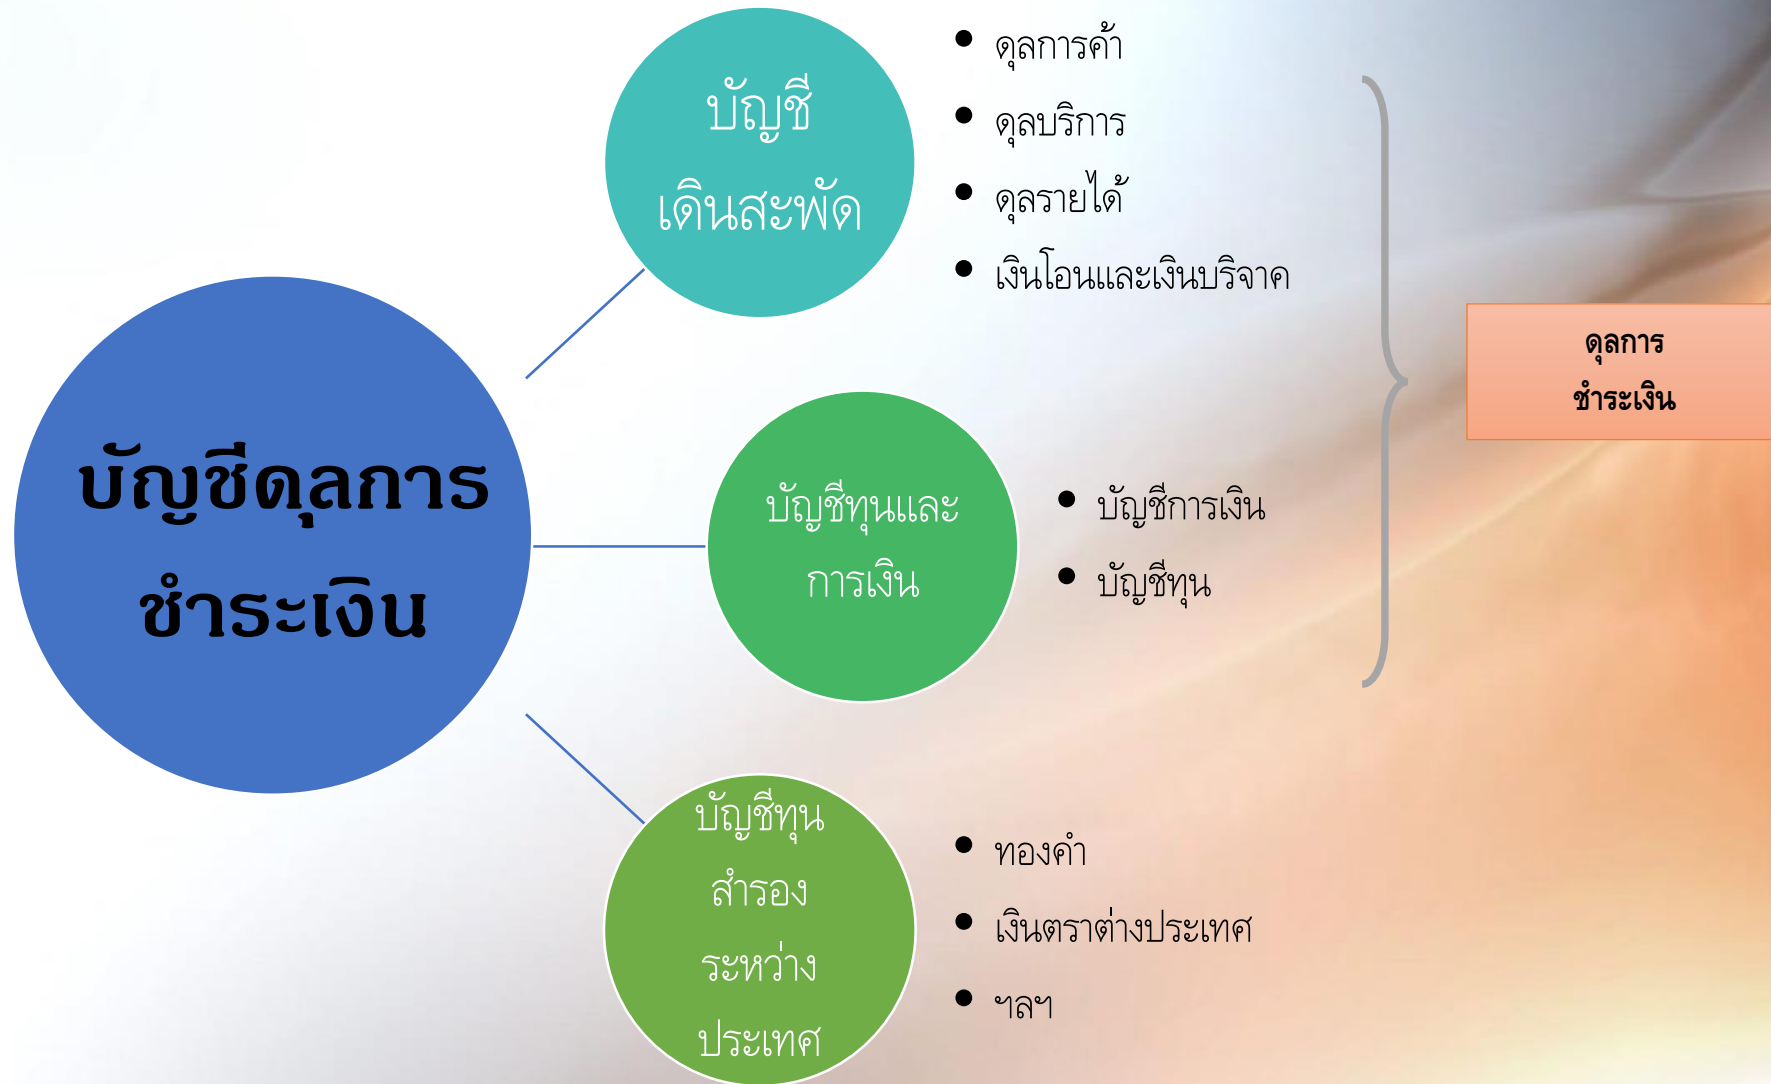 บัญชีดุลการ
ชำระเงิน
บัญชี
เดินสะพัด
ดุลการค้า
ดุลบริการ
ดุลรายได้
เงินโอนและเงินบริจาค
บัญชีทุนและ
การเงิน
บัญชีการเงิน
บัญชีทุน
ดุลการ
ชำระเงิน
บัญชีทุน
สำรอง
ระหว่าง
ประเทศ
ทองคำ
เงินตราต่างประเทศ
ฯลฯ